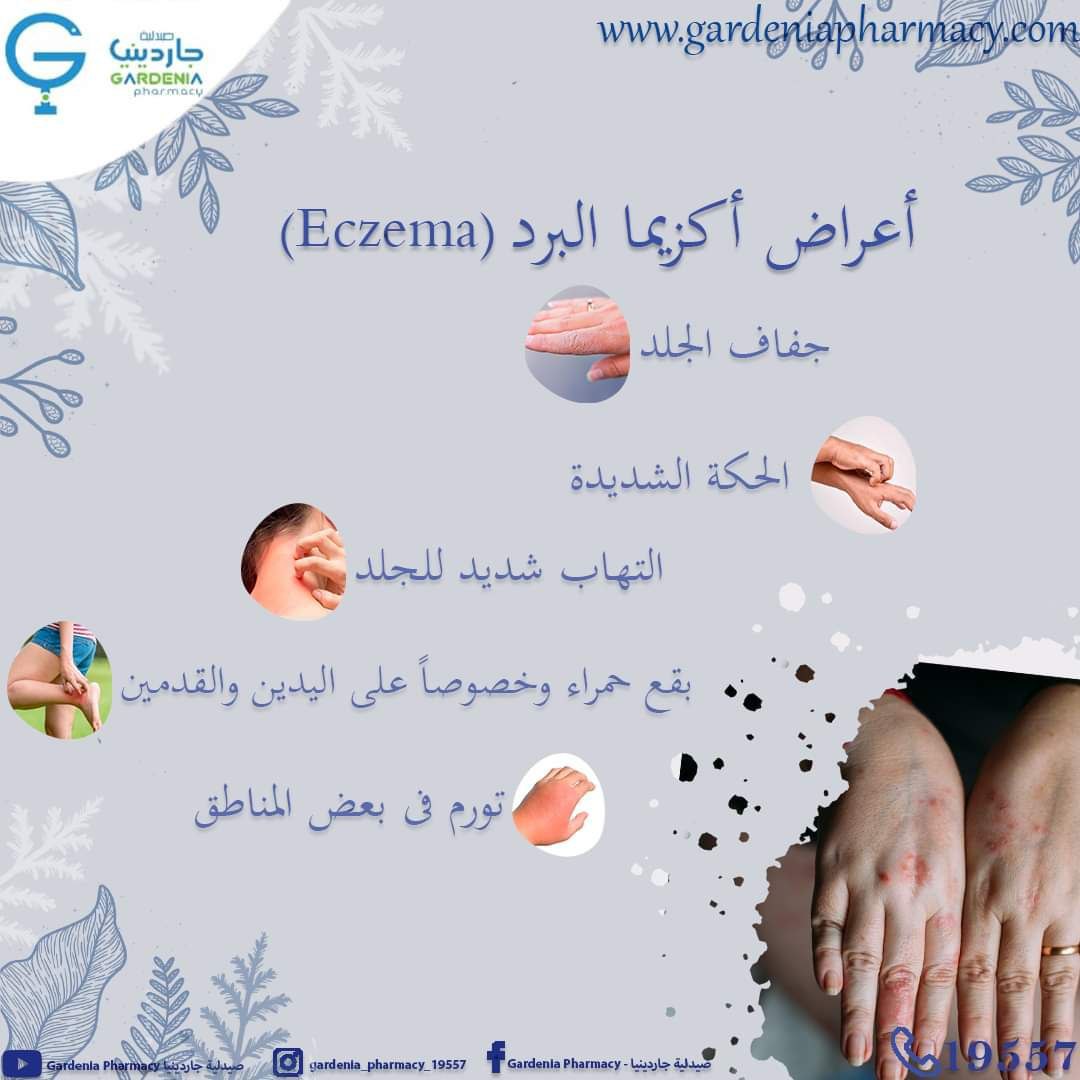 صيدلية
جاردينيا
GARDENIA
pharmacy
www.gardeniapharmacy.com
أعراض أكزيما البرد (Eczema)
جفاف الجلد
الحكة الشديدة
التهاب شديد للجلد
بقع حمراء وخصوصاً على اليدين والقدمين
تورم فى بعض المناطق
Gardenia Pharmacy صيدلية جاردينيا
gardenia_pharmacy_19557
Gardenia Pharmacy - صيدلية جاردينيا
19557